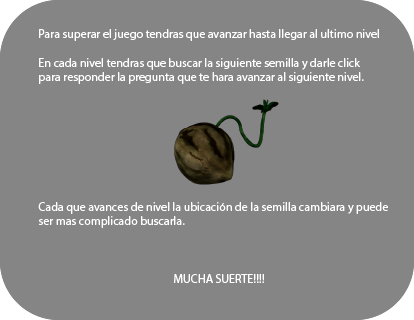 Para superar el juego tendras que avanzar hasta llegar al ultimo nivel
En cada nivel tendras que buscar la siguiente semilla y darle click
para responder la pregunta que te hara avanzar al siguiente nivel.
Cada que avances de nivel la ubicación de la semilla cambiara y puede
ser mas complicado buscarla.
MUCHA SUERTE!!!!